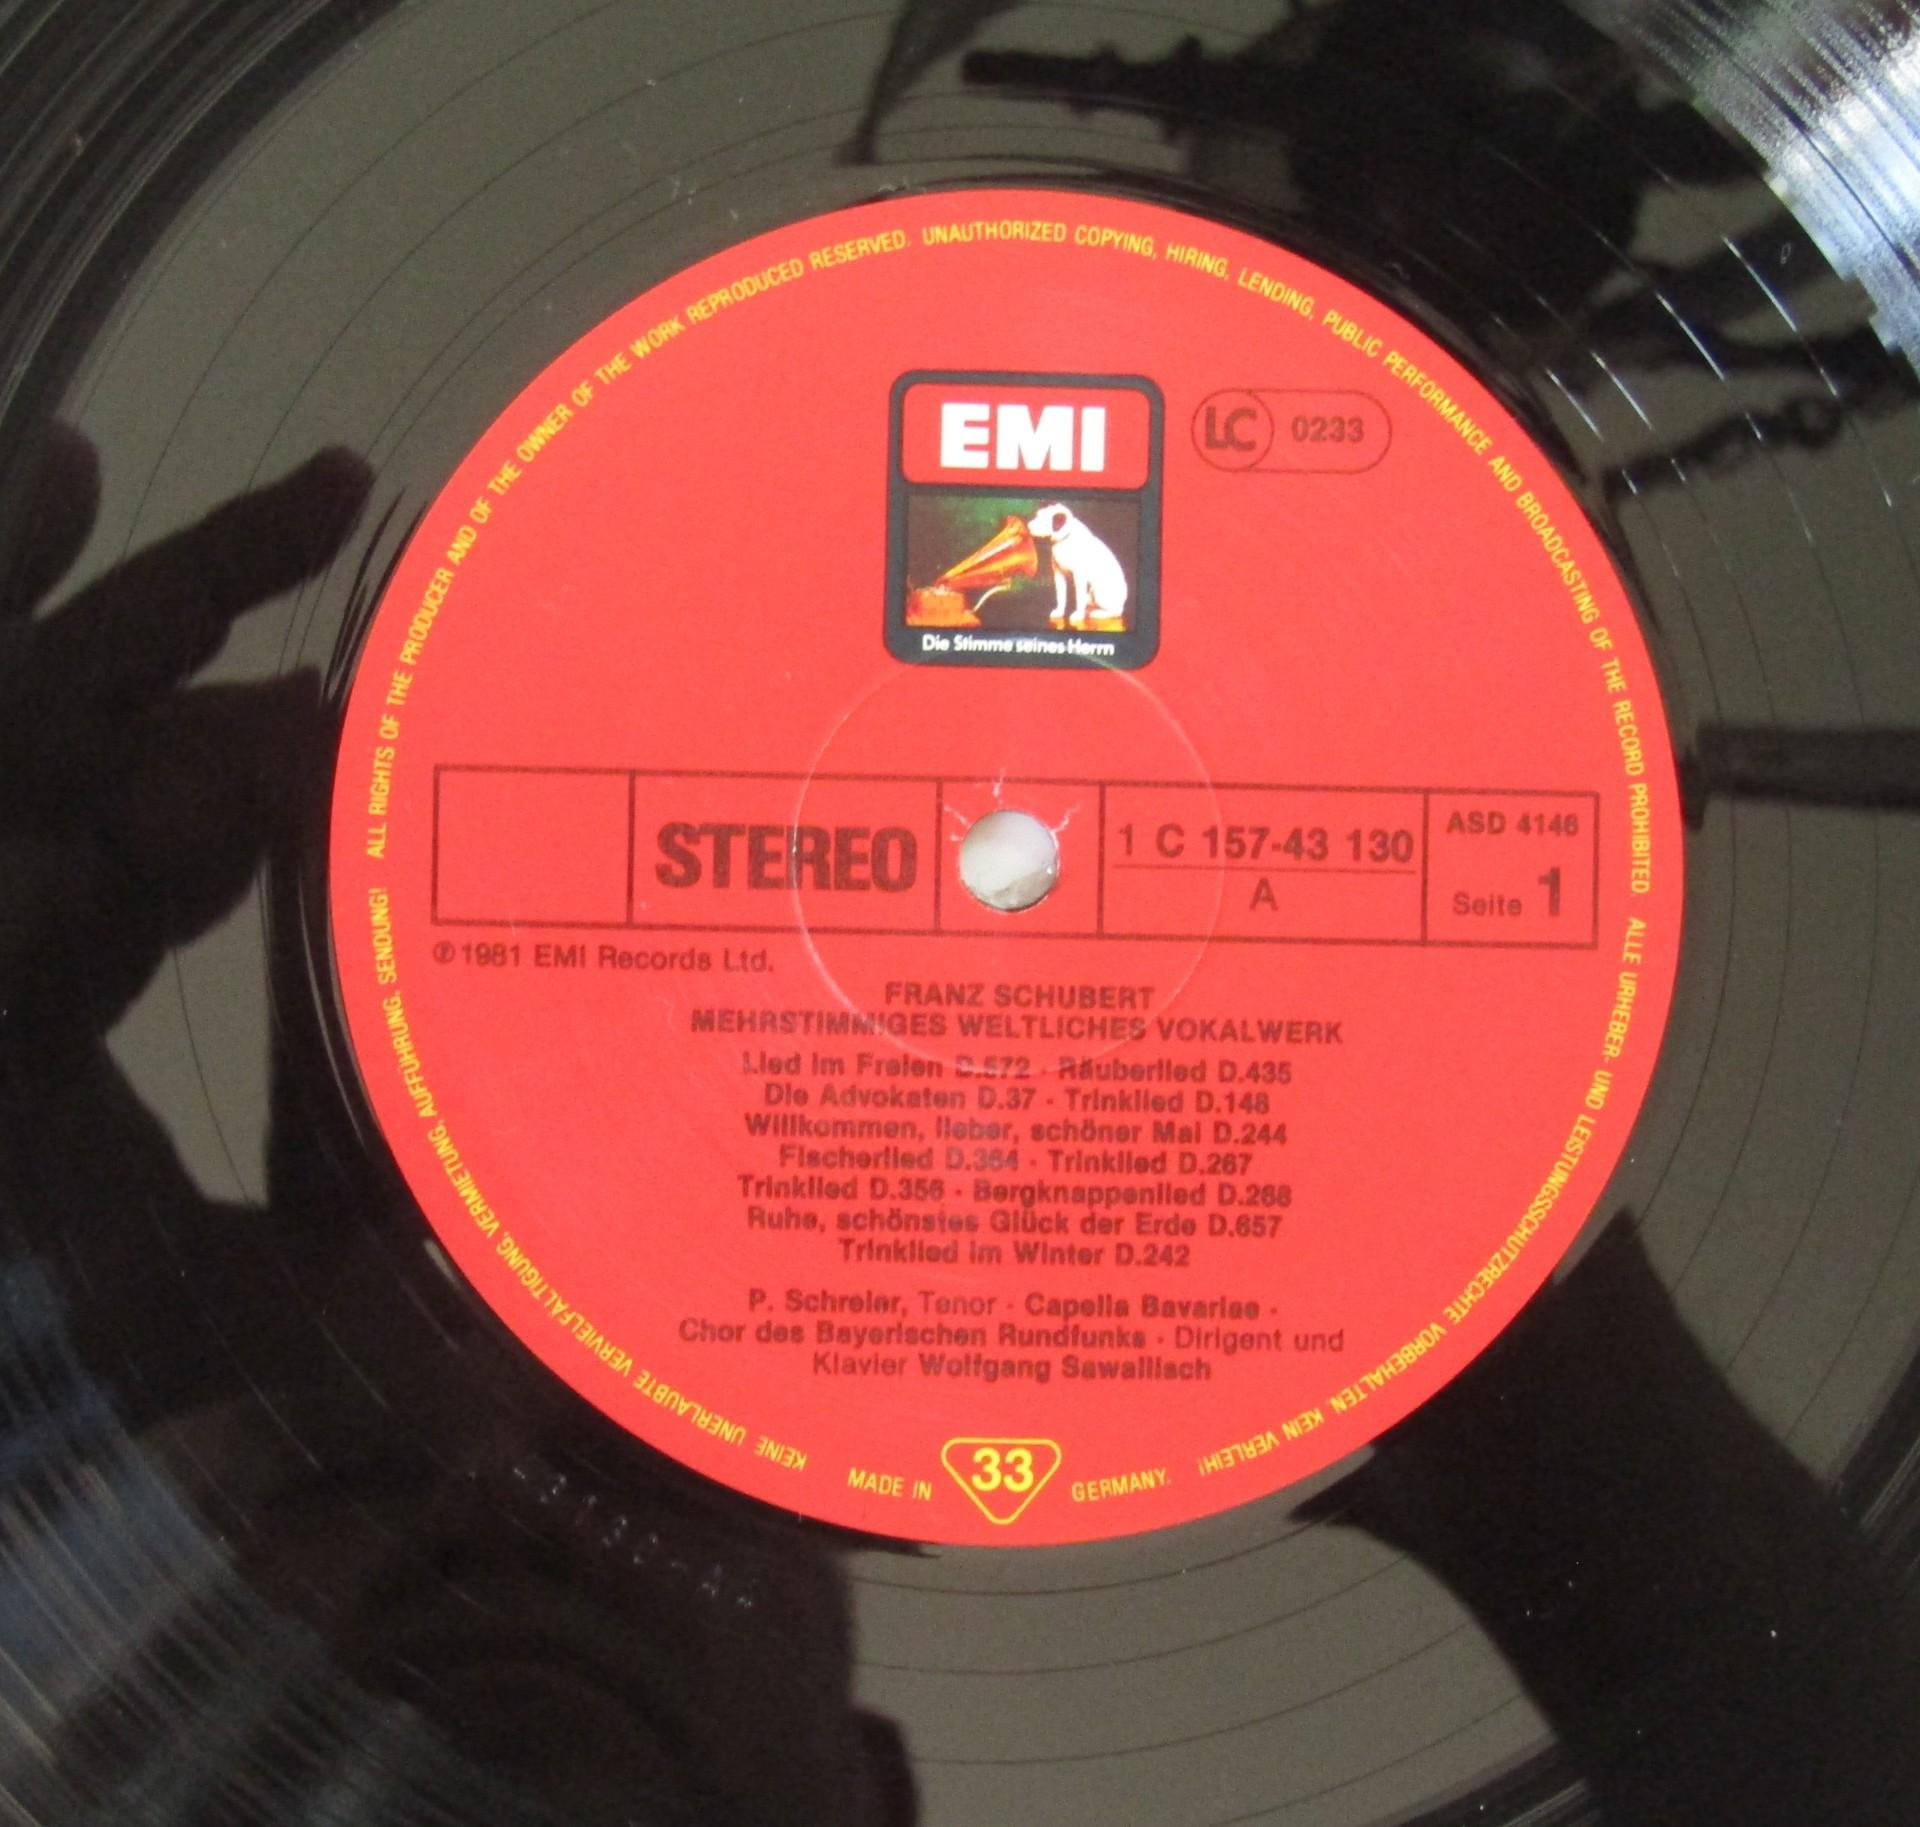 ALL RIGHTS OF THE PRODUCER AND OF THE OWNER OF THE WORK REPRODUCED RESERVED. UNAUTHORIZED COPYING, HIRING, LENDING, PUBLIC PERFORMANCE AND BROADCASTING OF THE RECORD PROHIBITED.
ALLE URHEBER- UND LEISTUNGSSCHUTZRECHTE VORBEHALTEN. KEIN VERLEIH!
KEINE UNERLAUBTE VERVIELFÄLTIGUNG, VERMIETUNG, AUFFÜHRUNG, SENDUNG!
EMI
LC 0233
Die Stimme seines Herrn
STEREO
1 C 157-43 130
A
ASD 4146
Seite 1
℗ 1981 EMI Records Ltd.
FRANZ SCHUBERT
MEHRSTIMMIGES WELTLICHES VOKALWERK
Lied im Freien D.572 · Räuberlied D.435
Die Advokaten D.37 · Trinklied D.148
Willkommen, lieber, schöner Mai D.244
Fischerlied D.364 · Trinklied D.267
Trinklied D.356 · Bergknappenlied D.268
Ruhe, schönstes Glück der Erde D.657
Trinklied im Winter D.242
P. Schreier, Tenor · Capella Bavariae ·
Chor des Bayerischen Rundfunks · Dirigent und
Klavier Wolfgang Sawallisch
MADE IN 33 GERMANY.